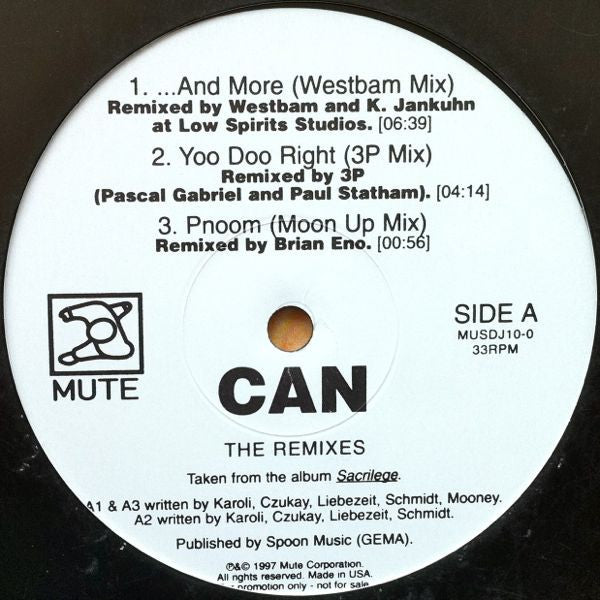 1. ...And More (Westbam Mix)
Remixed by Westbam and K. Jankuhn
at Low Spirits Studios. [06:39]
2. Yoo Doo Right (3P Mix)
Remixed by 3P
(Pascal Gabriel and Paul Statham). [04:14]
3. Pnoom (Moon Up Mix)
Remixed by Brian Eno. [00:56]
MUTE
SIDE A
MUSDJ10-0
33RPM
CAN
THE REMIXES
Taken from the album Sacrilege.
A1 & A3 written by Karoli, Czukay, Liebezeit, Schmidt, Mooney.
A2 written by Karoli, Czukay, Liebezeit, Schmidt.
Published by Spoon Music (GEMA).
℗&© 1997 Mute Corporation.
All rights reserved. Made in USA.
promotion only - not for sale